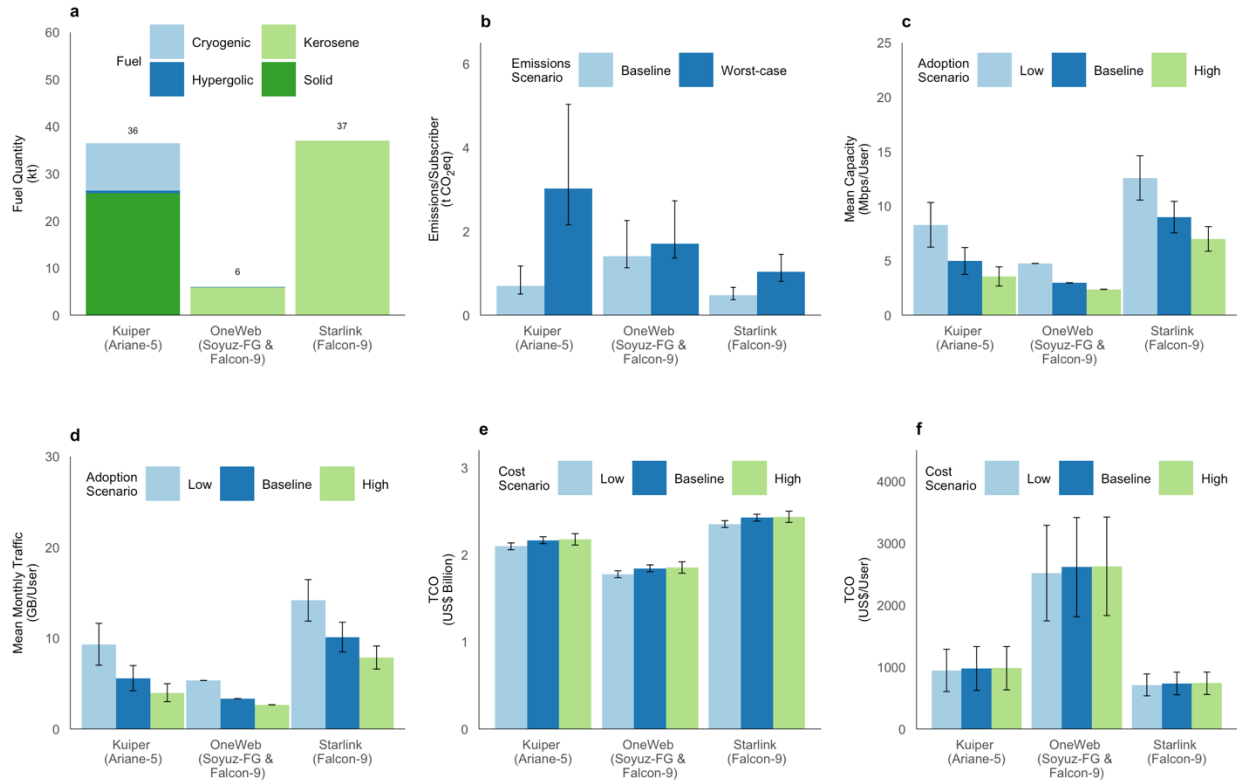 a
Fuel
Cryogenic
Kerosene
Hypergolic
Solid
Fuel Quantity
(kt)
60
50
40
30
20
10
0
36
6
37
Kuiper
(Ariane-5)
OneWeb
(Soyuz-FG &
Falcon-9)
Starlink
(Falcon-9)
b
Emissions
Scenario
Baseline
Worst-case
Emissions/Subscriber
(t CO₂eq)
6
4
2
0
Kuiper
(Ariane-5)
OneWeb
(Soyuz-FG &
Falcon-9)
Starlink
(Falcon-9)
c
Adoption
Scenario
Low
Baseline
High
Mean Capacity
(Mbps/User)
25
20
15
10
5
0
Kuiper
(Ariane-5)
OneWeb
(Soyuz-FG &
Falcon-9)
Starlink
(Falcon-9)
d
Adoption
Scenario
Low
Baseline
High
Mean Monthly Traffic
(GB/User)
30
20
10
0
Kuiper
(Ariane-5)
OneWeb
(Soyuz-FG &
Falcon-9)
Starlink
(Falcon-9)
e
Cost
Scenario
Low
Baseline
High
TCO
(US$ Billion)
3
2
1
0
Kuiper
(Ariane-5)
OneWeb
(Soyuz-FG &
Falcon-9)
Starlink
(Falcon-9)
f
Cost
Scenario
Low
Baseline
High
TCO
(US$/User)
4000
3000
2000
1000
0
Kuiper
(Ariane-5)
OneWeb
(Soyuz-FG &
Falcon-9)
Starlink
(Falcon-9)